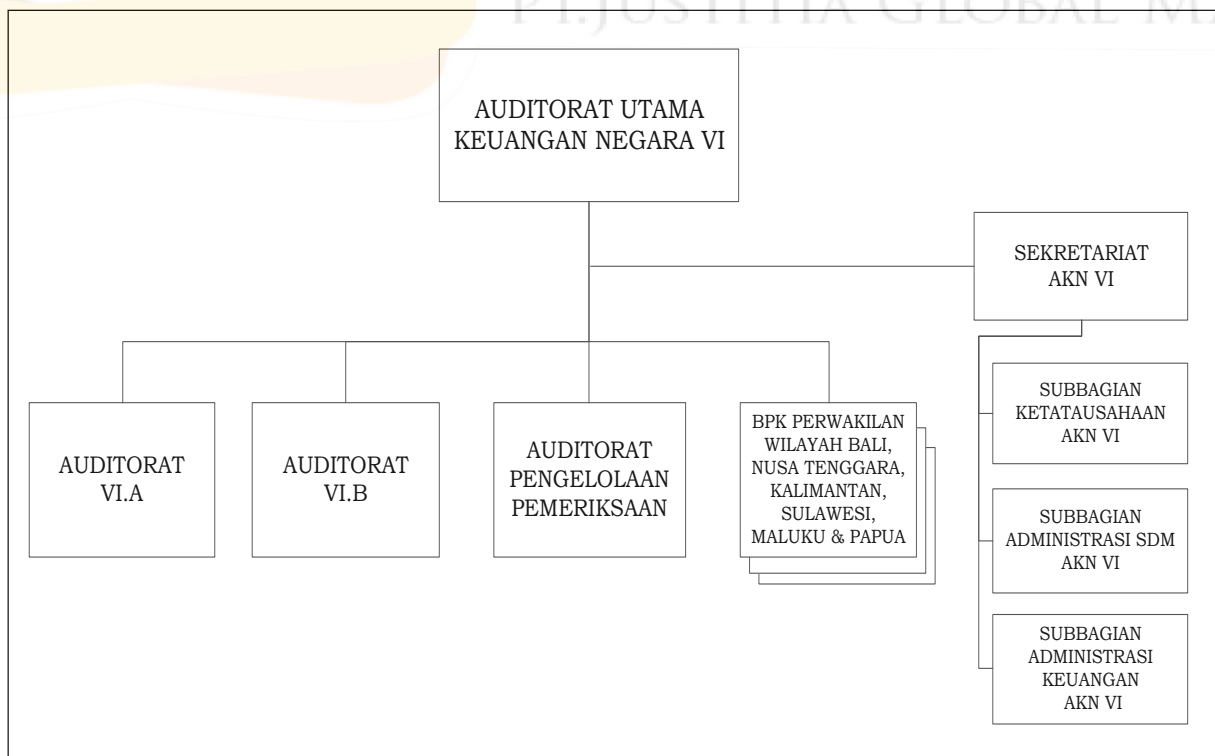 PT.JUSTITIA GLOBAL
AUDITORAT UTAMA
KEUANGAN NEGARA VI
SEKRETARIAT
AKN VI
AUDITORAT
VI.A
AUDITORAT
VI.B
AUDITORAT
PENGELOLAAN
PEMERIKSAAN
BPK PERWAKILAN
WILAYAH BALI,
NUSA TENGGARA,
KALIMANTAN,
SULAWESI,
MALUKU & PAPUA
SUBBAGIAN
KETATAUSAHAAN
AKN VI
SUBBAGIAN
ADMINISTRASI SDM
AKN VI
SUBBAGIAN
ADMINISTRASI
KEUANGAN
AKN VI